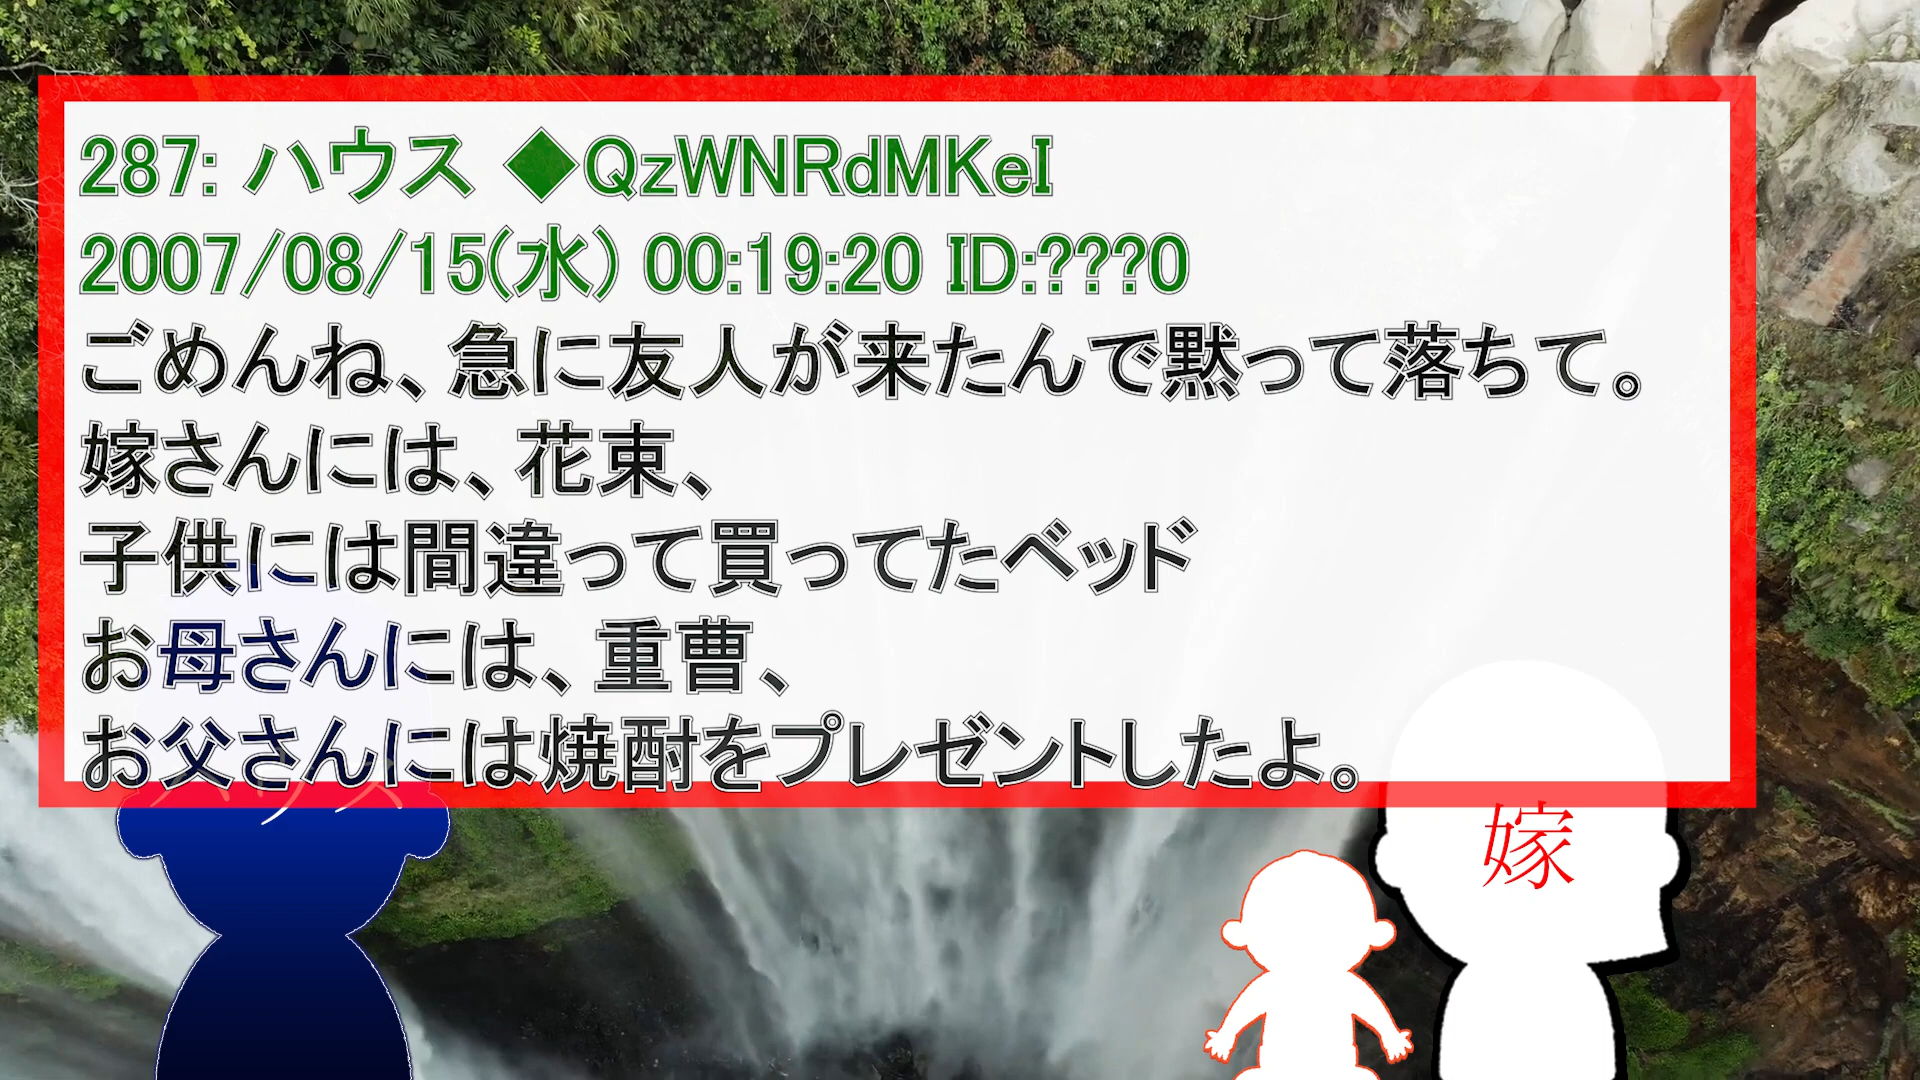 287: ハウス ◆QzWNRdMKeI
2007/08/15(水) 00:19:20 ID:???0
ごめんね、急に友人が来たんで黙って落ちて。
嫁さんには、花束、
子供には間違って買ってたベッド
お母さんには、重曹、
お父さんには焼酎をプレゼントしたよ。
ハウス
嫁